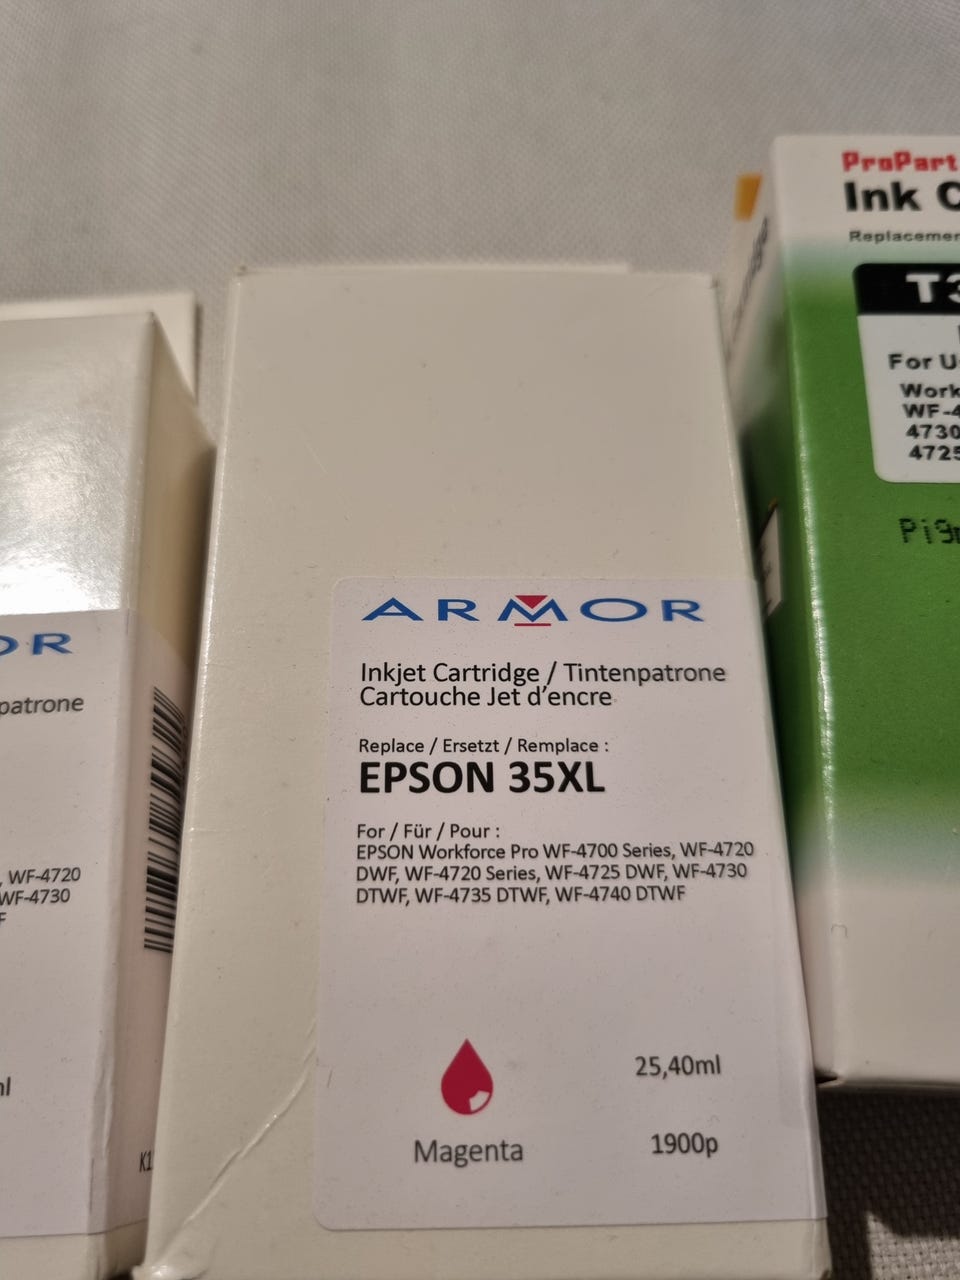 OR
patrone
, WF-4720
WF-4730
F
ml
K1
ARMOR
Inkjet Cartridge / Tintenpatrone
Cartouche Jet d'encre
Replace / Ersetzt / Remplace :
EPSON 35XL
For / Für / Pour :
EPSON Workforce Pro WF-4700 Series, WF-4720
DWF, WF-4720 Series, WF-4725 DWF, WF-4730
DTWF, WF-4735 DTWF, WF-4740 DTWF
25,40ml
Magenta
1900p
ProPart
Ink C
Replacemen
T3
For U
Work
WF-4
4730
4725
Pig